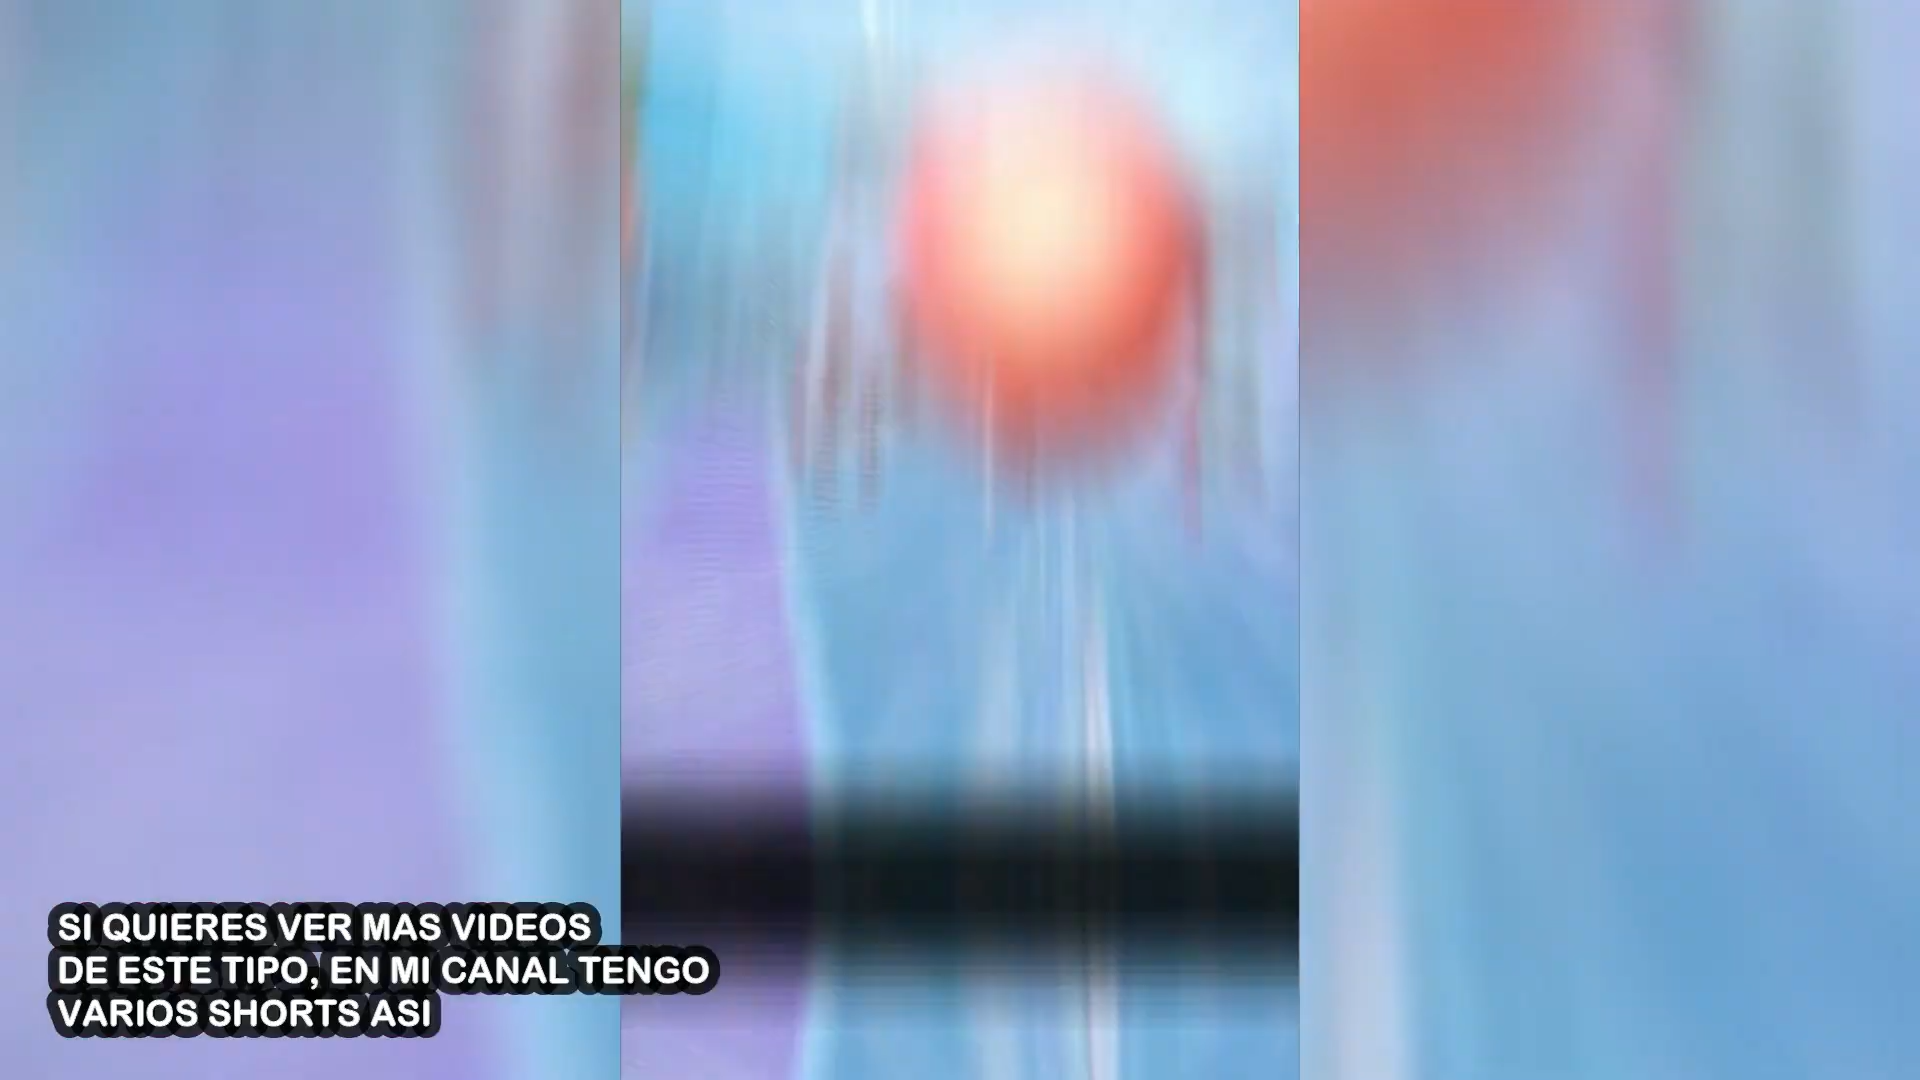 SI QUIERES VER MAS VIDEOS
DE ESTE TIPO, EN MI CANAL TENGO
VARIOS SHORTS ASI